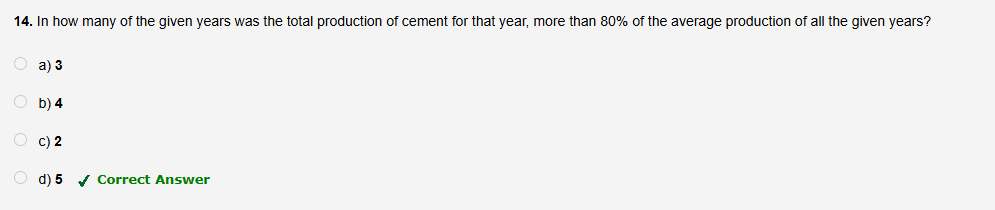 14. In how many of the given years was the total production of cement for that year, more than 80% of the average production of all the given years?
a) 3
b) 4
c) 2
d) 5 ✓ Correct Answer